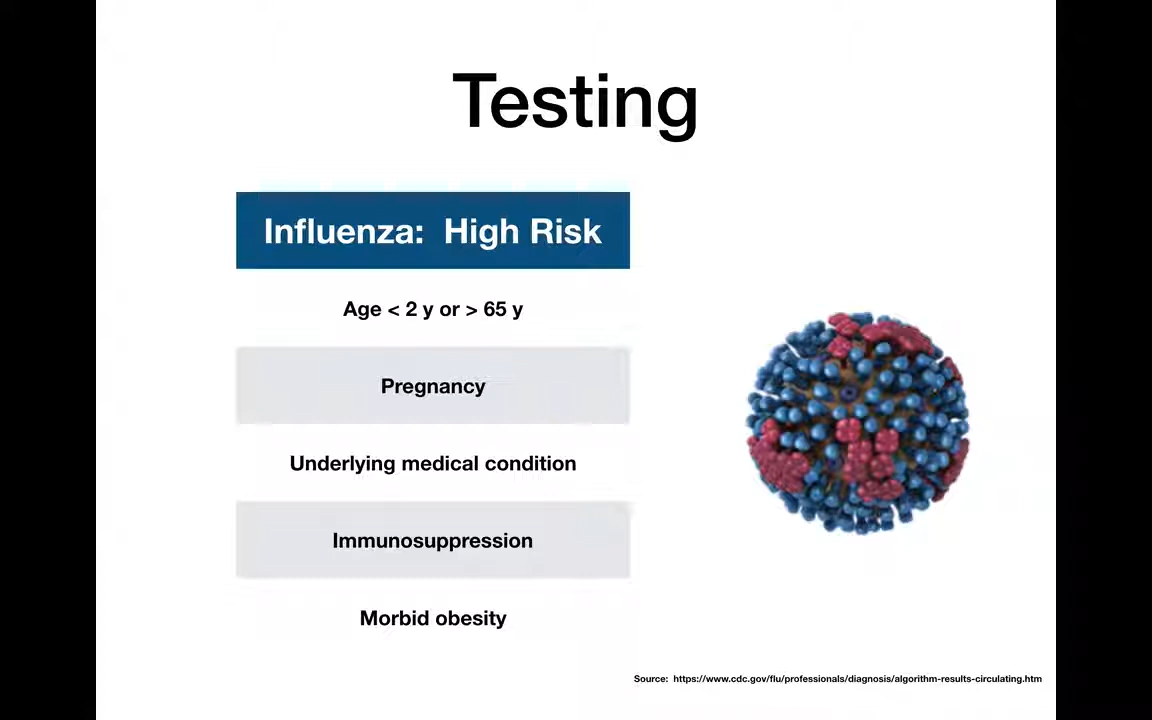 Testing
Influenza:  High Risk
Age < 2 y or > 65 y
Pregnancy
Underlying medical condition
Immunosuppression
Morbid obesity
Source:  https://www.cdc.gov/flu/professionals/diagnosis/algorithm-results-circulating.htm